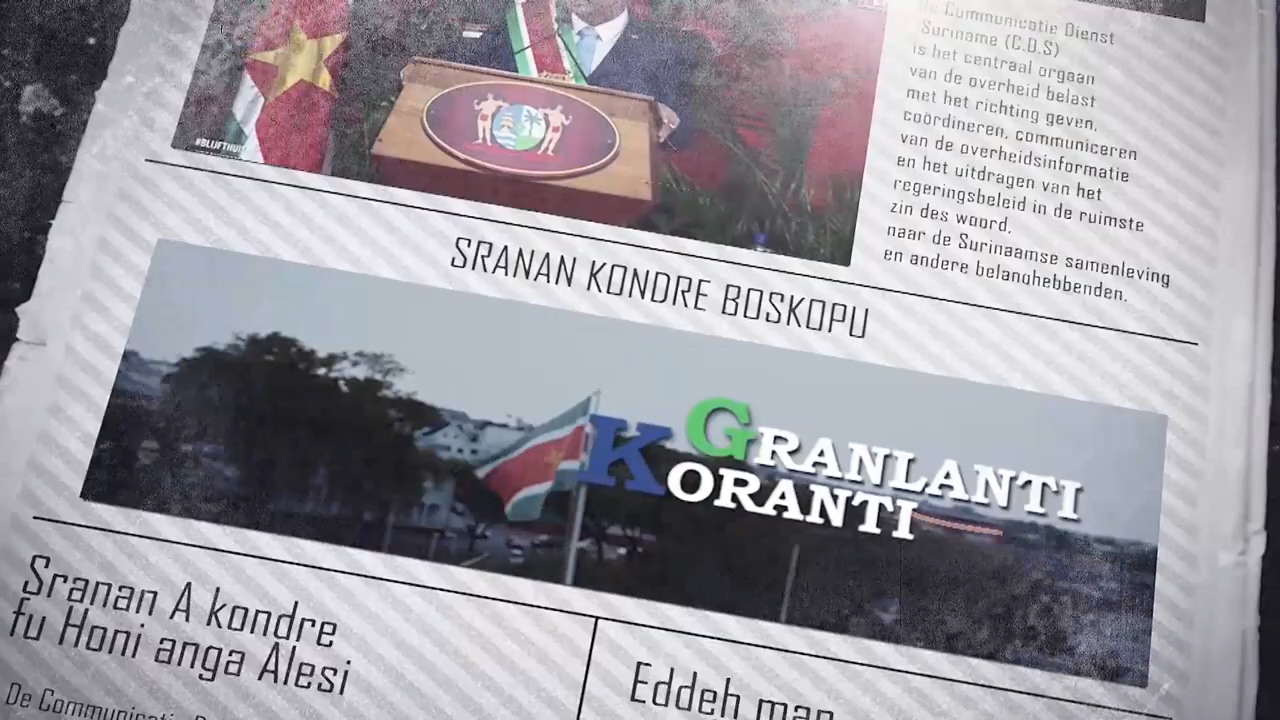 #BLIJFTHUIS
de Communicatie Dienst
Suriname (C.D.S)
is het centraal orgaan
van de overheid belast
met het richting geven,
coördineren, communiceren
van de overheidsinformatie
en het uitdragen van het
regeringsbeleid in de ruimste
zin des woord.
naar de Surinaamse samenleving
en andere belanghebbenden.
SRANAN KONDRE BOSKOPU
GRANLANTI
KORANTI
Sranan A kondre
fu Honi anga Alesi
De
Eddeh man